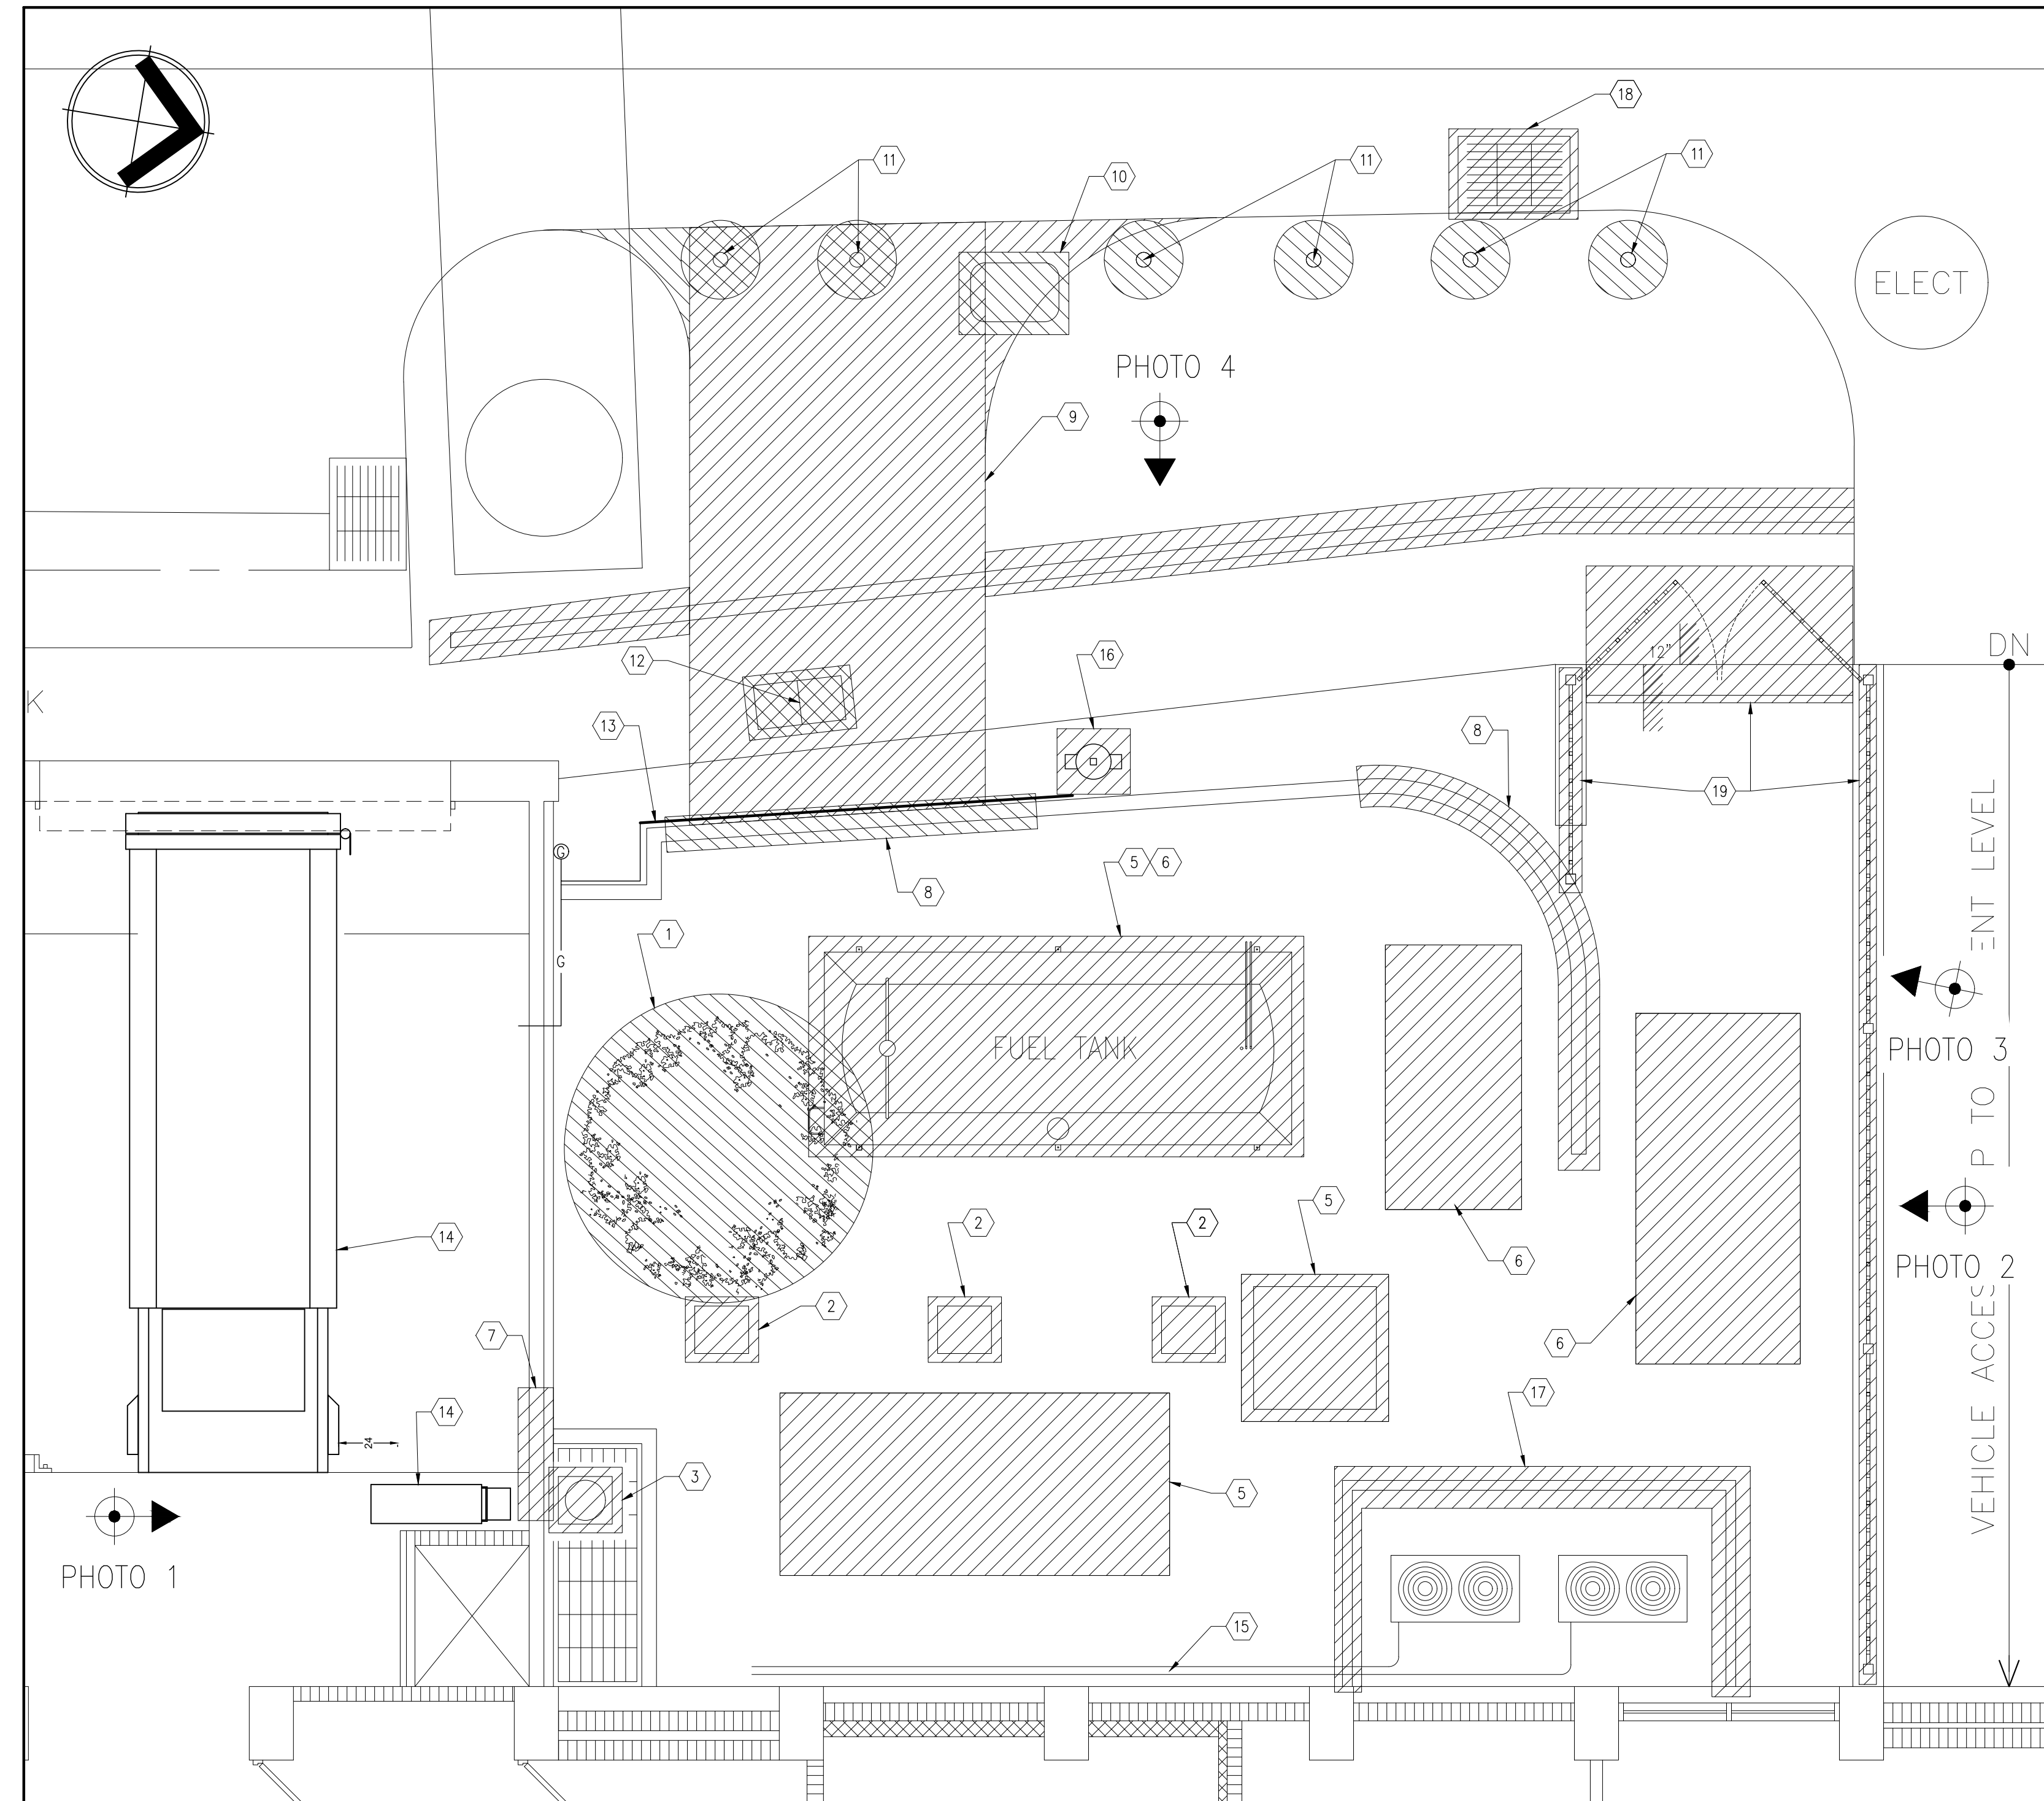 18
11
11
11
10
ELECT
PHOTO 4
9
12
16
12"
DN
K
13
8
19
G
8
5 6
1
G
FUEL TANK
ENT LEVEL
PHOTO 3
14
2
2
5
6
P TO
PHOTO 2
2
7
6
VEHICLE ACCES
14
24
17
3
5
PHOTO 1
15